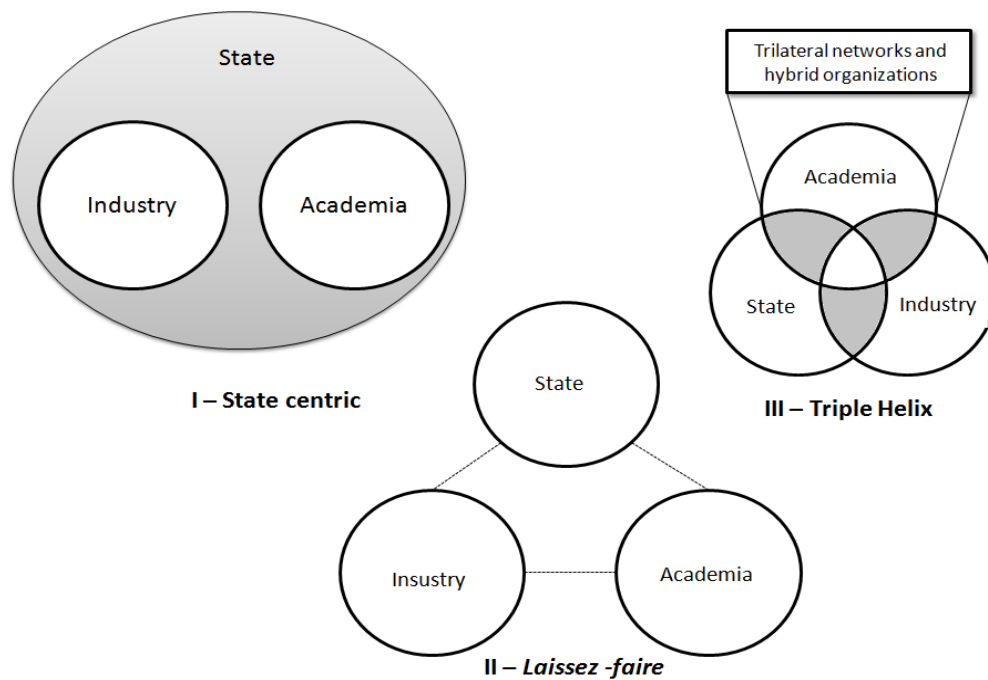 State
Industry
Academia
I – State centric
Trilateral networks and
hybrid organizations
Academia
State
Industry
III – Triple Helix
State
Insustry
Academia
II – Laissez -faire